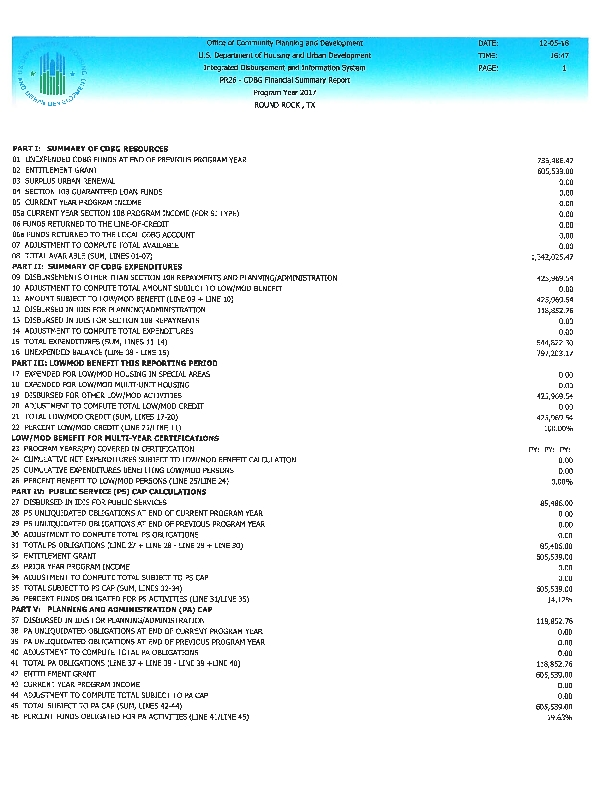 Office of Community Planning and Development DATE: 12-05-18
U.S. Department of Housing and Urban Development TIME: 16:47
Integrated Disbursement and Information System PAGE: 1
PR26 - CDBG Financial Summary Report
Program Year 2017
ROUND ROCK , TX
PART I: SUMMARY OF CDBG RESOURCES
01 UNEXPENDED CDBG FUNDS AT END OF PREVIOUS PROGRAM YEAR 736,486.47
02 ENTITLEMENT GRANT 605,539.00
03 SURPLUS URBAN RENEWAL 0.00
04 SECTION 108 GUARANTEED LOAN FUNDS 0.00
05 CURRENT YEAR PROGRAM INCOME 0.00
05a CURRENT YEAR SECTION 108 PROGRAM INCOME (FOR SI TYPE) 0.00
06 FUNDS RETURNED TO THE LINE-OF-CREDIT 0.00
06a FUNDS RETURNED TO THE LOCAL CDBG ACCOUNT 0.00
07 ADJUSTMENT TO COMPUTE TOTAL AVAILABLE 0.00
08 TOTAL AVAILABLE (SUM, LINES 01-07) 1,342,025.47
PART II: SUMMARY OF CDBG EXPENDITURES
09 DISBURSEMENTS OTHER THAN SECTION 108 REPAYMENTS AND PLANNING/ADMINISTRATION 425,969.54
10 ADJUSTMENT TO COMPUTE TOTAL AMOUNT SUBJECT TO LOW/MOD BENEFIT 0.00
11 AMOUNT SUBJECT TO LOW/MOD BENEFIT (LINE 09 + LINE 10) 425,969.54
12 DISBURSED IN IDIS FOR PLANNING/ADMINISTRATION 118,852.76
13 DISBURSED IN IDIS FOR SECTION 108 REPAYMENTS 0.00
14 ADJUSTMENT TO COMPUTE TOTAL EXPENDITURES 0.00
15 TOTAL EXPENDITURES (SUM, LINES 11-14) 544,822.30
16 UNEXPENDED BALANCE (LINE 08 - LINE 15) 797,203.17
PART III: LOWMOD BENEFIT THIS REPORTING PERIOD
17 EXPENDED FOR LOW/MOD HOUSING IN SPECIAL AREAS 0.00
18 EXPENDED FOR LOW/MOD MULTI-UNIT HOUSING 0.00
19 DISBURSED FOR OTHER LOW/MOD ACTIVITIES 425,969.54
20 ADJUSTMENT TO COMPUTE TOTAL LOW/MOD CREDIT 0.00
21 TOTAL LOW/MOD CREDIT (SUM, LINES 17-20) 425,969.54
22 PERCENT LOW/MOD CREDIT (LINE 21/LINE 11) 100.00%
LOW/MOD BENEFIT FOR MULTI-YEAR CERTIFICATIONS
23 PROGRAM YEARS(PY) COVERED IN CERTIFICATION PY: PY: PY:
24 CUMULATIVE NET EXPENDITURES SUBJECT TO LOW/MOD BENEFIT CALCULATION 0.00
25 CUMULATIVE EXPENDITURES BENEFITING LOW/MOD PERSONS 0.00
26 PERCENT BENEFIT TO LOW/MOD PERSONS (LINE 25/LINE 24) 0.00%
PART IV: PUBLIC SERVICE (PS) CAP CALCULATIONS
27 DISBURSED IN IDIS FOR PUBLIC SERVICES 85,486.00
28 PS UNLIQUIDATED OBLIGATIONS AT END OF CURRENT PROGRAM YEAR 0.00
29 PS UNLIQUIDATED OBLIGATIONS AT END OF PREVIOUS PROGRAM YEAR 0.00
30 ADJUSTMENT TO COMPUTE TOTAL PS OBLIGATIONS 0.00
31 TOTAL PS OBLIGATIONS (LINE 27 + LINE 28 - LINE 29 + LINE 30) 85,486.00
32 ENTITLEMENT GRANT 605,539.00
33 PRIOR YEAR PROGRAM INCOME 0.00
34 ADJUSTMENT TO COMPUTE TOTAL SUBJECT TO PS CAP 0.00
35 TOTAL SUBJECT TO PS CAP (SUM, LINES 32-34) 605,539.00
36 PERCENT FUNDS OBLIGATED FOR PS ACTIVITIES (LINE 31/LINE 35) 14.12%
PART V: PLANNING AND ADMINISTRATION (PA) CAP
37 DISBURSED IN IDIS FOR PLANNING/ADMINISTRATION 118,852.76
38 PA UNLIQUIDATED OBLIGATIONS AT END OF CURRENT PROGRAM YEAR 0.00
39 PA UNLIQUIDATED OBLIGATIONS AT END OF PREVIOUS PROGRAM YEAR 0.00
40 ADJUSTMENT TO COMPUTE TOTAL PA OBLIGATIONS 0.00
41 TOTAL PA OBLIGATIONS (LINE 37 + LINE 38 - LINE 39 +LINE 40) 118,852.76
42 ENTITLEMENT GRANT 605,539.00
43 CURRENT YEAR PROGRAM INCOME 0.00
44 ADJUSTMENT TO COMPUTE TOTAL SUBJECT TO PA CAP 0.00
45 TOTAL SUBJECT TO PA CAP (SUM, LINES 42-44) 605,539.00
46 PERCENT FUNDS OBLIGATED FOR PA ACTIVITIES (LINE 41/LINE 45) 19.63%